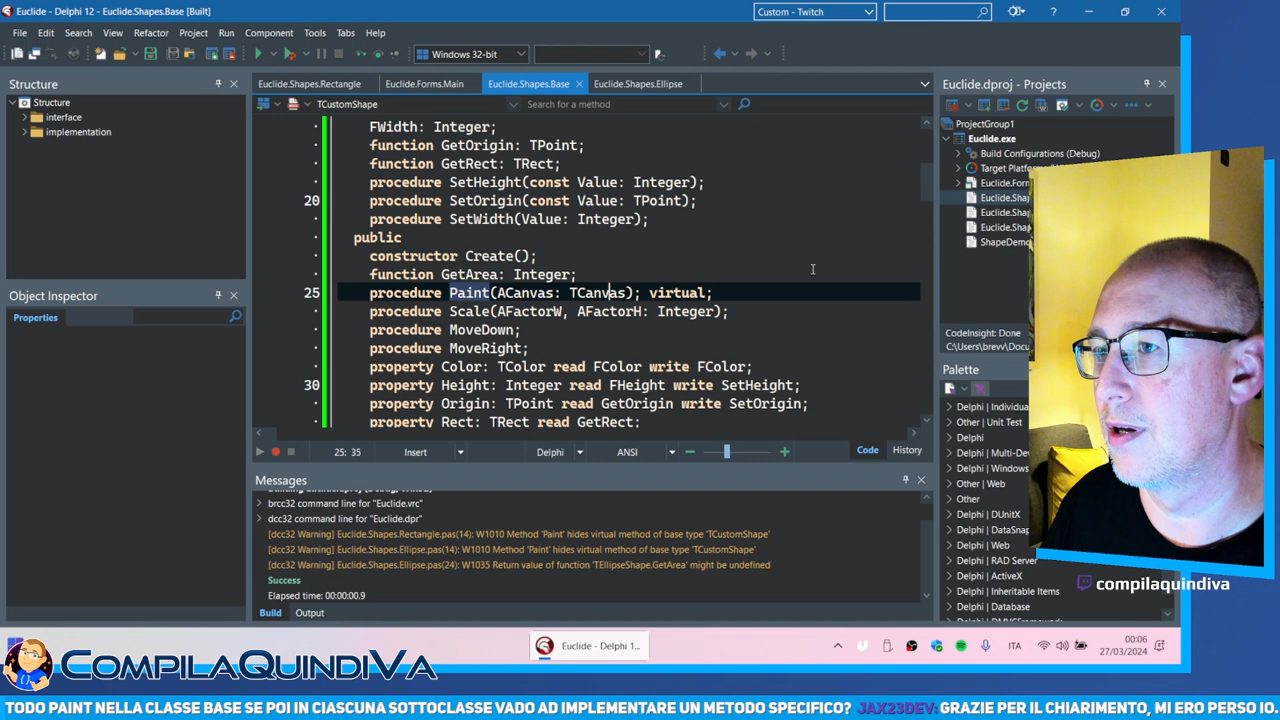 Euclide - Delphi 12 - Euclide.Shapes.Base [Built]
Custom - Twitch
File Edit Search View Refactor Project Run Component Tools Tabs Help
Windows 32-bit
Structure
Structure
interface
implementation
Object Inspector
Properties
Euclide.Shapes.Rectangle Euclide.Forms.Main Euclide.Shapes.Base Euclide.Shapes.Ellipse
TCustomShape
Search for a method
FWidth: Integer;
function GetOrigin: TPoint;
function GetRect: TRect;
procedure SetHeight(const Value: Integer);
20 procedure SetOrigin(const Value: TPoint);
procedure SetWidth(Value: Integer);
public
constructor Create();
function GetArea: Integer;
25 procedure Paint(ACanvas: TCanvas); virtual;
procedure Scale(AFactorW, AFactorH: Integer);
procedure MoveDown;
procedure MoveRight;
property Color: TColor read FColor write FColor;
30 property Height: Integer read FHeight write SetHeight;
property Origin: TPoint read GetOrigin write SetOrigin;
property Rect: TRect read GetRect;
25: 35 Insert Delphi ANSI Code History
Messages
brcc32 command line for "Euclide.vrc"
dcc32 command line for "Euclide.dpr"
[dcc32 Warning] Euclide.Shapes.Rectangle.pas(14): W1010 Method 'Paint' hides virtual method of base type 'TCustomShape'
[dcc32 Warning] Euclide.Shapes.Ellipse.pas(14): W1010 Method 'Paint' hides virtual method of base type 'TCustomShape'
[dcc32 Warning] Euclide.Shapes.Ellipse.pas(24): W1035 Return value of function 'TEllipseShape.GetArea' might be undefined
Success
Elapsed time: 00:00:00.9
Build Output
Euclide.dproj - Projects
ProjectGroup1
Euclide.exe
Build Configurations (Debug)
Target
Euclide.Form
Euclide.Sha
Euclide.Sha
Euclide.Sha
ShapeDemo
CodeInsight: Done
C:\Users\brevv\Docu
Palette
Delphi | Individua
Other | Unit Test
Delphi
Delphi | Multi-Dev
Delphi | Windows
Other | Web
Other
Delphi | DUnitX
Delphi | DataSnap
Delphi | Web
Delphi | RAD Server
Delphi | ActiveX
Delphi | Inheritable Items
Delphi | Database
compilaquindiva
Euclide - Delphi 1...
ITA
00:06
27/03/2024
COMPILAQUINDIVA
TODO PAINT NELLA CLASSE BASE SE POI IN CIASCUNA SOTTOCLASSE VADO AD IMPLEMENTARE UN METODO SPECIFICO? JAX23DEV: GRAZIE PER IL CHIARIMENTO, MI ERO PERSO IO.